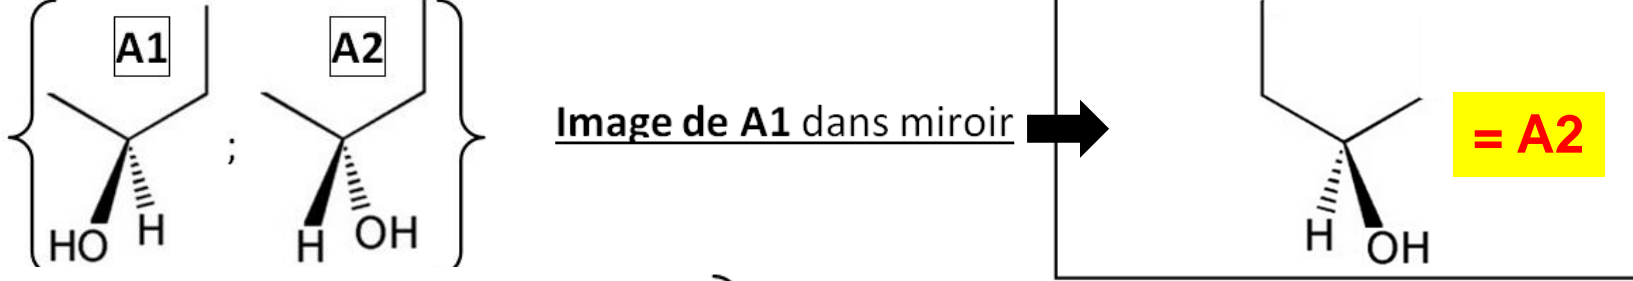 A1
A2
HO
H
;
H
OH
Image de A1 dans miroir
H
OH
= A2